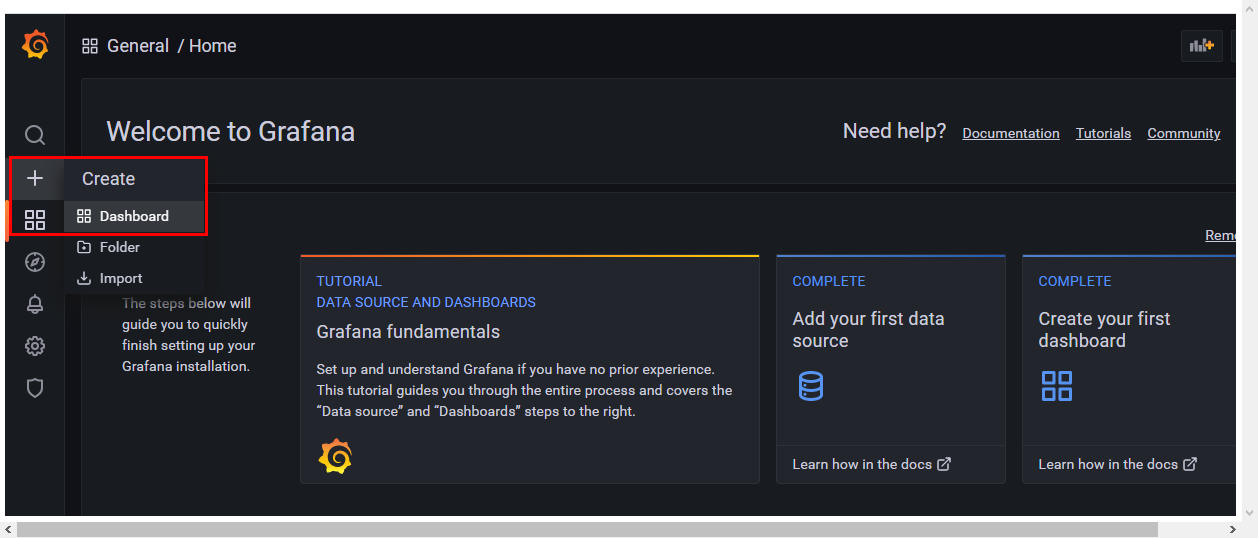 General / Home
Welcome to Grafana
Need help? Documentation Tutorials Community
Create
Dashboard
Folder
Import
The steps below will
guide you to quickly
finish setting up your
Grafana installation.
TUTORIAL
DATA SOURCE AND DASHBOARDS
Grafana fundamentals
Set up and understand Grafana if you have no prior experience.
This tutorial guides you through the entire process and covers the
“Data source” and “Dashboards” steps to the right.
COMPLETE
Add your first data
source
Learn how in the docs
COMPLETE
Create your first
dashboard
Learn how in the docs